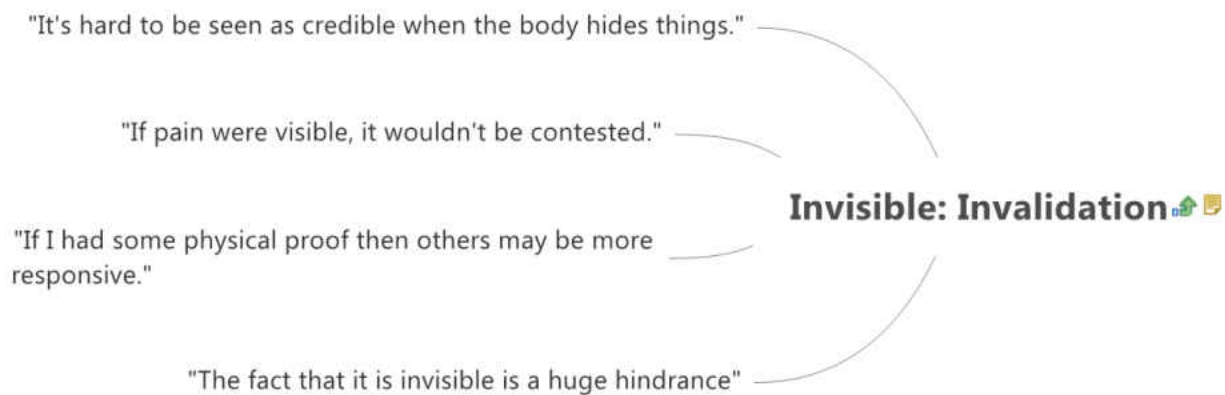 "It's hard to be seen as credible when the body hides things."
"If pain were visible, it wouldn't be contested."
Invisible: Invalidation
"If I had some physical proof then others may be more
responsive."
"The fact that it is invisible is a huge hindrance"